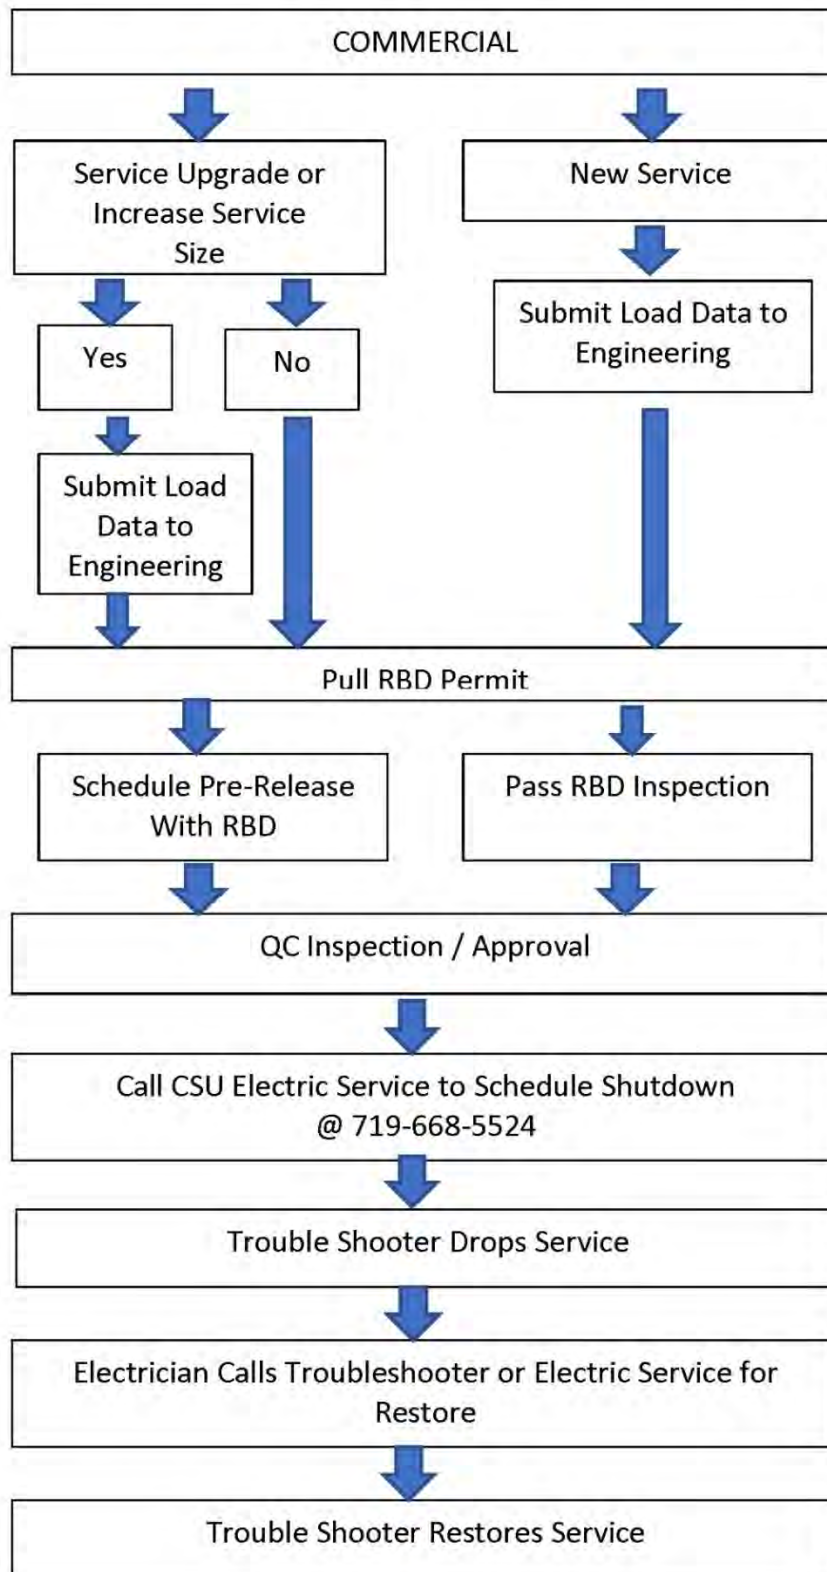 COMMERCIAL
Service Upgrade or
Increase Service
Size
New Service
Submit Load Data to
Engineering
Yes
No
Submit Load
Data to
Engineering
Pull RBD Permit
Schedule Pre-Release
With RBD
Pass RBD Inspection
QC Inspection / Approval
Call CSU Electric Service to Schedule Shutdown
@ 719-668-5524
Trouble Shooter Drops Service
Electrician Calls Troubleshooter or Electric Service for
Restore
Trouble Shooter Restores Service